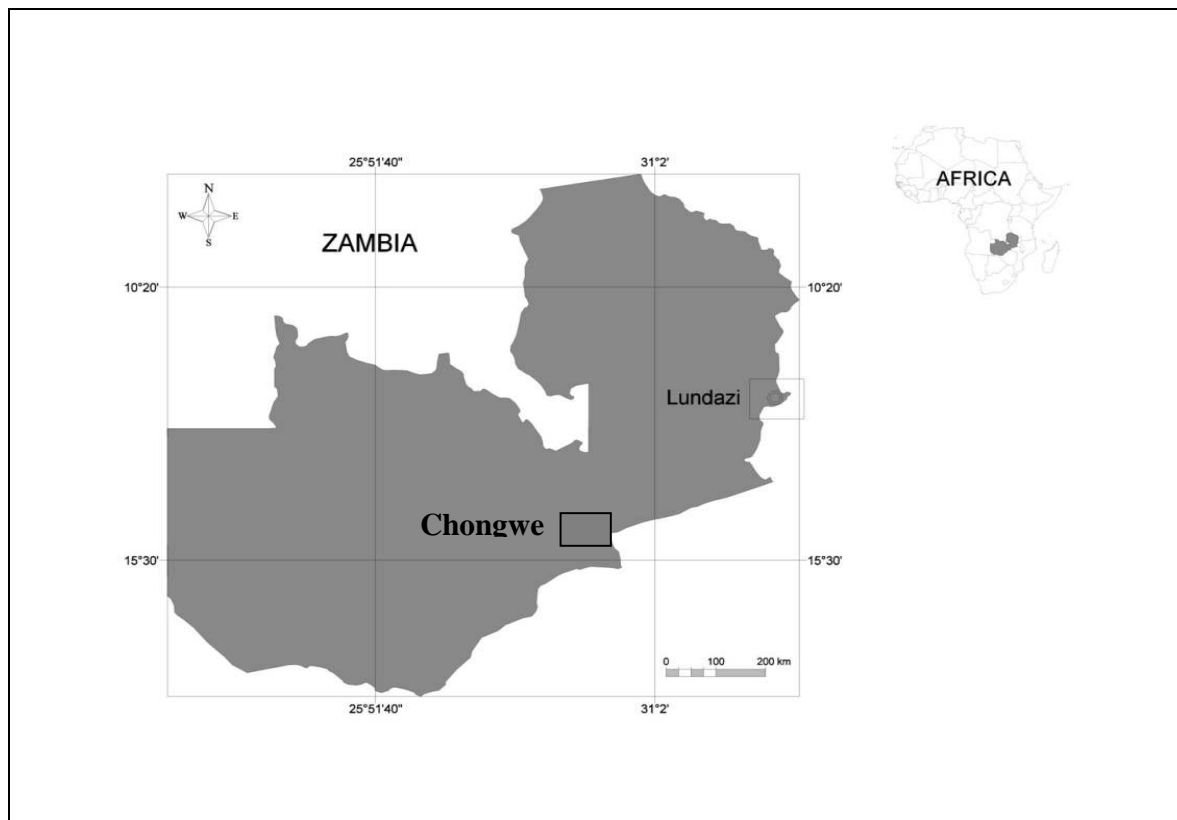 25°51'40"
31°2'
N
W E
S
ZAMBIA
AFRICA
10°20'
10°20'
Lundazi
Chongwe
15°30'
15°30'
0 100 200 km
25°51'40"
31°2'